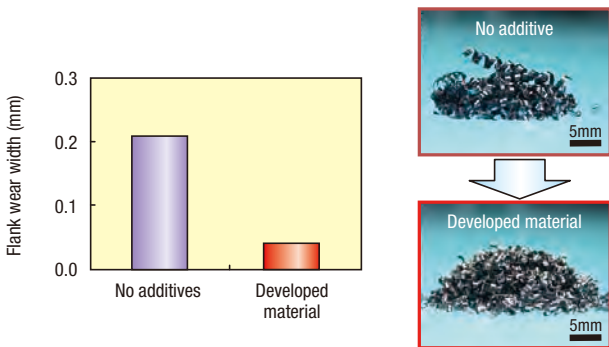 Flank wear width (mm)
0.3
0.2
0.1
0.0
No additives
Developed
material
No additive
5mm
Developed material
5mm